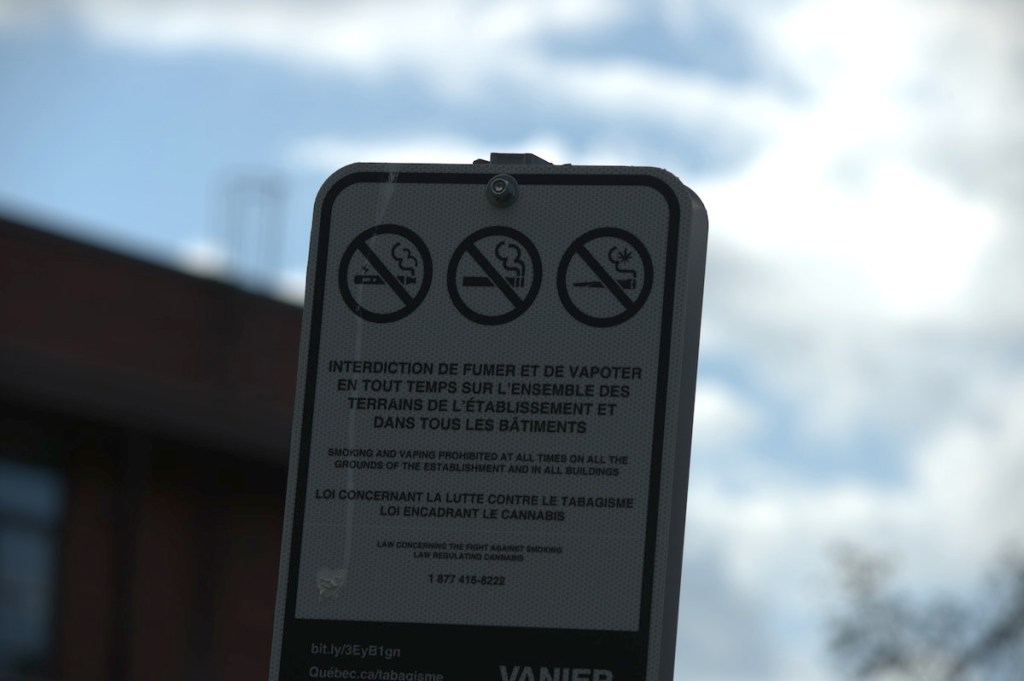 INTERDICTION DE FUMER ET DE VAPOTER
EN TOUT TEMPS SUR L'ENSEMBLE DES
TERRAINS DE L'ÉTABLISSEMENT ET
DANS TOUS LES BÂTIMENTS
SMOKING AND VAPING PROHIBITED AT ALL TIMES ON ALL THE
GROUNDS OF THE ESTABLISHMENT AND IN ALL BUILDINGS
LOI CONCERNANT LA LUTTE CONTRE LE TABAGISME
LOI ENCADRANT LE CANNABIS
LAW CONCERNING THE FIGHT AGAINST SMOKING
LAW REGULATING CANNABIS
1 877 416-8222
bit.ly/3EyB1gn
Québec.ca/tabagisme
VANIER